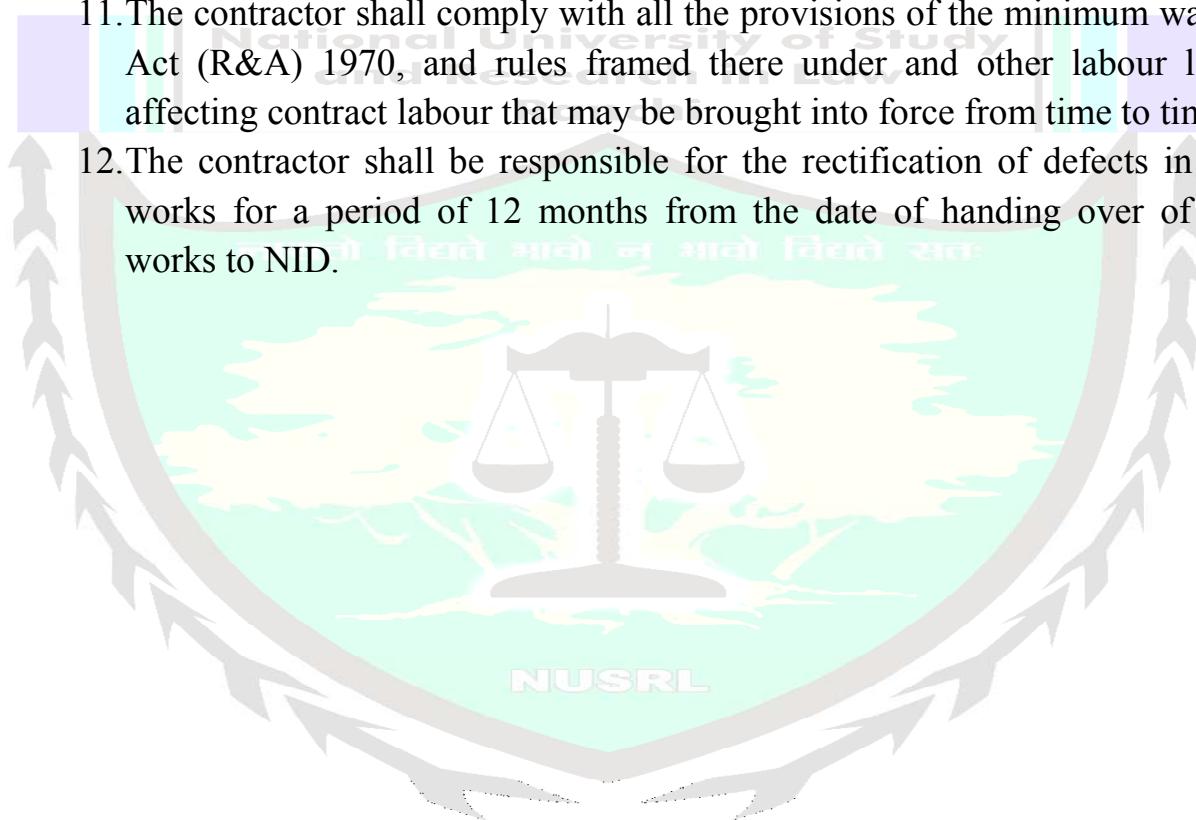 11.The contractor shall comply with all the provisions of the minimum wa
National University of Study
Act (R&A) 1970, and rules framed there under and other labour l
and Research in Law
affecting contract labour that may be brought into force from time to
12.The contractor shall be responsible for the rectification of defects in
works for a period of 12 months from the date of handing over of
विद्यते भावो न भावो विद्यते सतः
works to NID.
NUSRL